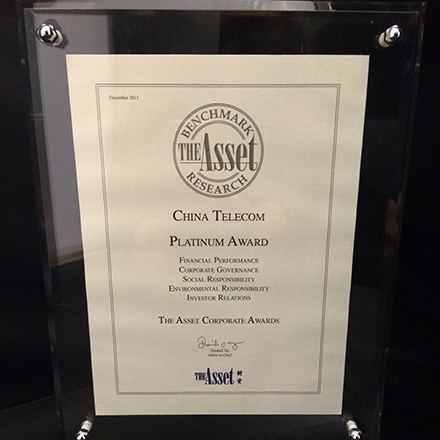 December 2013
BENCHMARK
THE Asset
RESEARCH
CHINA TELECOM
PLATINUM AWARD
FINANCIAL PERFORMANCE
CORPORATE GOVERNANCE
SOCIAL RESPONSIBILITY
ENVIRONMENTAL RESPONSIBILITY
INVESTOR RELATIONS
THE ASSET CORPORATE AWARDS
Daniel Yu
Editor in Chief
THE Asset